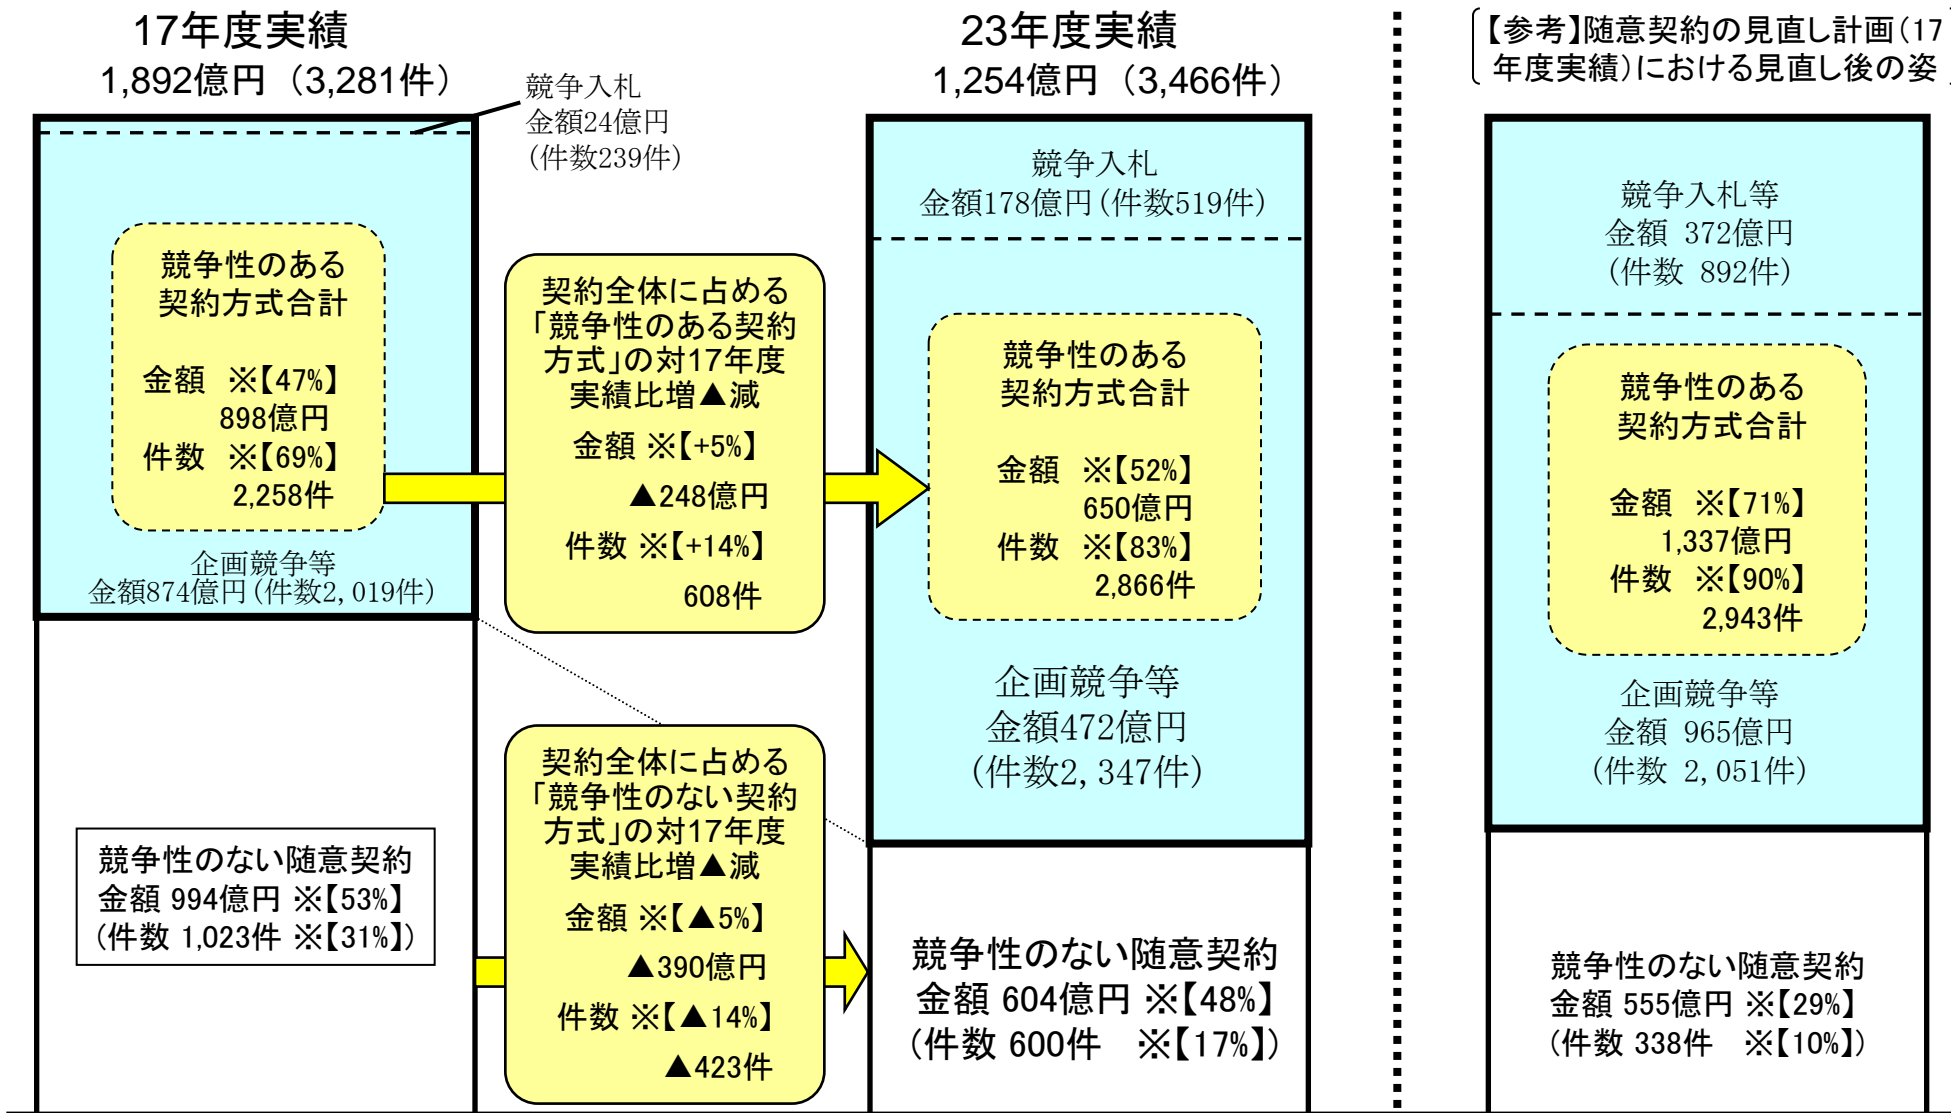 17年度実績
1,892億円（3,281件）
競争入札
金額24億円
(件数239件)
競争性のある
契約方式合計
金額 ※【47%】
898億円
件数 ※【69%】
2,258件
企画競争等
金額874億円(件数2,019件)
競争性のない随意契約
金額 994億円 ※【53%】
(件数 1,023件 ※【31%】)
契約全体に占める
「競争性のある契約
方式」の対17年度
実績比増▲減
金額 ※【+5%】
▲248億円
件数 ※【+14%】
608件
契約全体に占める
「競争性のない契約
方式」の対17年度
実績比増▲減
金額 ※【▲5%】
▲390億円
件数 ※【▲14%】
▲423件
23年度実績
1,254億円（3,466件）
競争入札
金額178億円(件数519件)
競争性のある
契約方式合計
金額 ※【52%】
650億円
件数 ※【83%】
2,866件
企画競争等
金額472億円
(件数2,347件)
競争性のない随意契約
金額 604億円 ※【48%】
(件数 600件 ※【17%】)
【参考】随意契約の見直し計画(17
年度実績)における見直し後の姿
競争入札等
金額 372億円
(件数 892件)
競争性のある
契約方式合計
金額 ※【71%】
1,337億円
件数 ※【90%】
2,943件
企画競争等
金額 965億円
(件数 2,051件)
競争性のない随意契約
金額 555億円 ※【29%】
(件数 338件 ※【10%】)